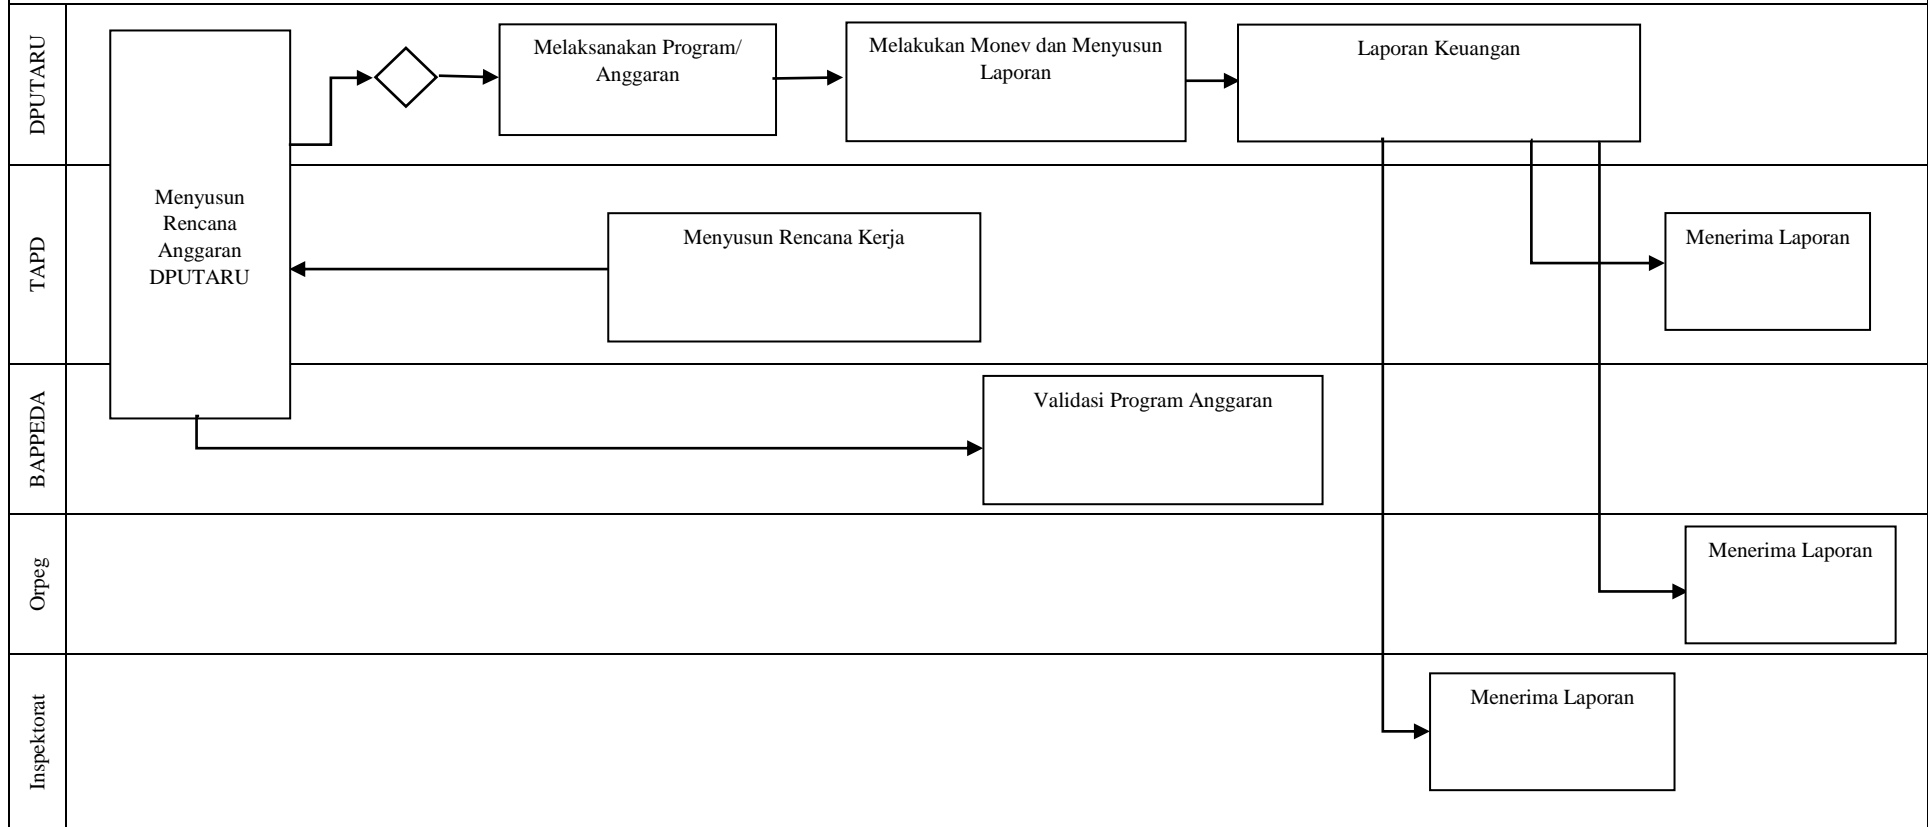 DPUTARU
Melaksanakan Program/
Anggaran
Melakukan Monev dan Menyusun
Laporan
Laporan Keuangan
Menyusun
Rencana
Anggaran
DPUTARU
TAPD
Menyusun Rencana Kerja
Menerima Laporan
BAPPEDA
Validasi Program Anggaran
Orpeg
Menerima Laporan
Inspektorat
Menerima Laporan